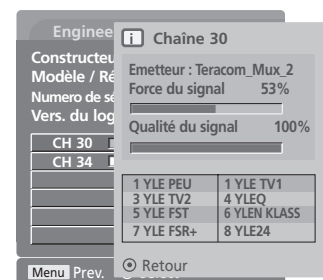 Enginee
Chaîne 30
Constructeu
Modèle / Ré
Numero de sé
Vers. du log
CH 30
CH 34
Emetteur : Teracom_Mux_2
Force du signal 53%
Qualité du signal 100%
1 YLE PEU 1 YLE TV1
3 YLE TV2 4 YLEQ
5 YLE FST 6 YLEN KLASS
7 YLE FSR+ 8 YLE24
Retour
Menu Prev.